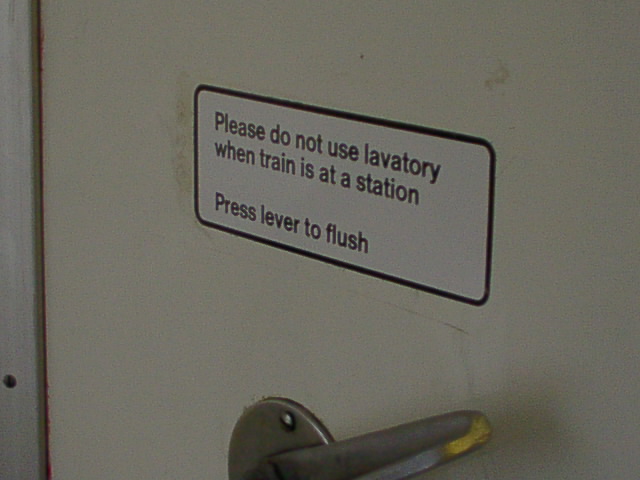 Please do not use lavatory
when train is at a station
Press lever to flush